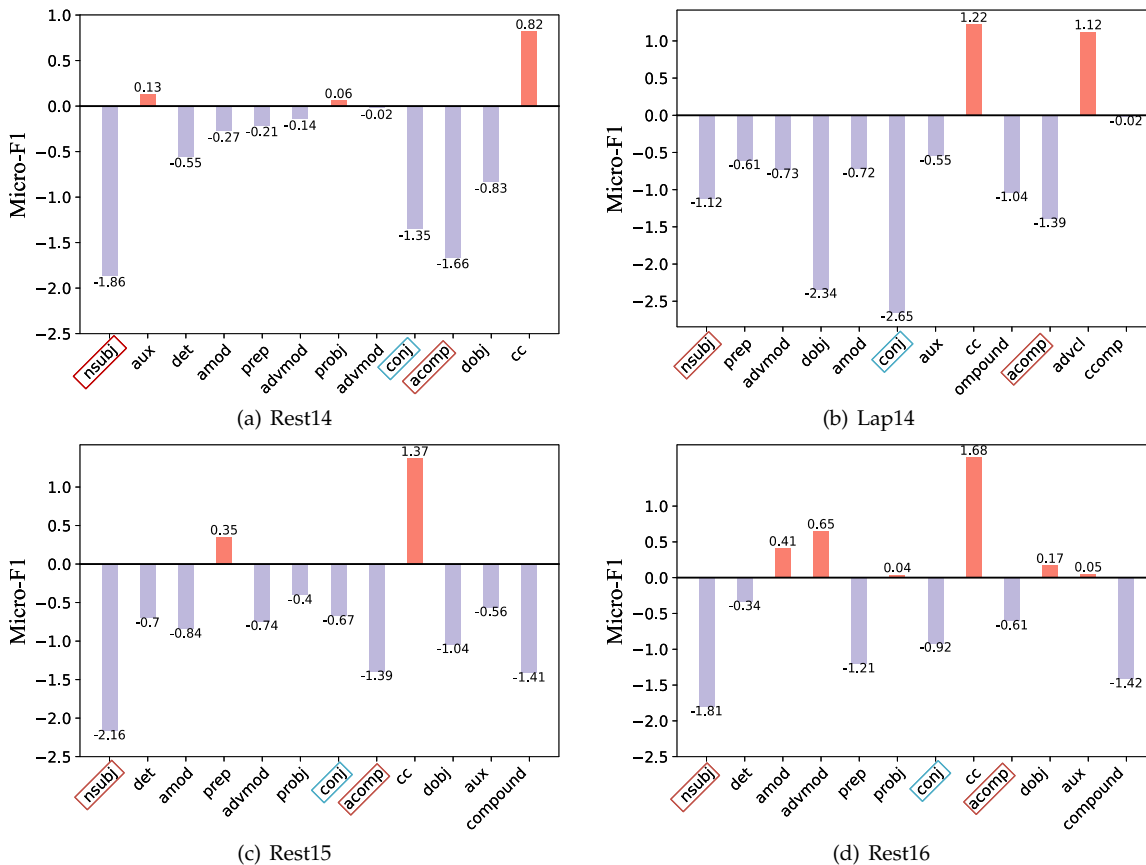 1.0
0.5
0.0
−0.5
−1.0
−1.5
−2.0
−2.5
Micro-F1
-1.86
0.13
-0.55
-0.27
-0.21
-0.14
0.06
-0.02
-1.35
-1.66
-0.83
0.82
nsubj
aux
det
amod
prep
advmod
probj
advmod
conj
acomp
dobj
cc
(a) Rest14
1.0
0.5
0.0
−0.5
−1.0
−1.5
−2.0
−2.5
Micro-F1
-1.12
-0.61
-0.73
-2.34
-0.72
-2.65
-0.55
1.22
-1.04
-1.39
1.12
-0.02
nsubj
prep
advmod
dobj
amod
conj
aux
cc
ompound
acomp
advcl
ccomp
(b) Lap14
1.0
0.5
0.0
−0.5
−1.0
−1.5
−2.0
−2.5
Micro-F1
-2.16
-0.7
-0.84
0.35
-0.74
-0.4
-0.67
-1.39
1.37
-1.04
-0.56
-1.41
nsubj
det
amod
prep
advmod
probj
conj
acomp
cc
dobj
aux
compound
(c) Rest15
1.0
0.5
0.0
−0.5
−1.0
−1.5
−2.0
−2.5
Micro-F1
-1.81
-0.34
0.41
0.65
-1.21
0.04
-0.92
1.68
-0.61
0.17
0.05
-1.42
nsubj
det
amod
advmod
prep
probj
conj
cc
acomp
dobj
aux
compound
(d) Rest16